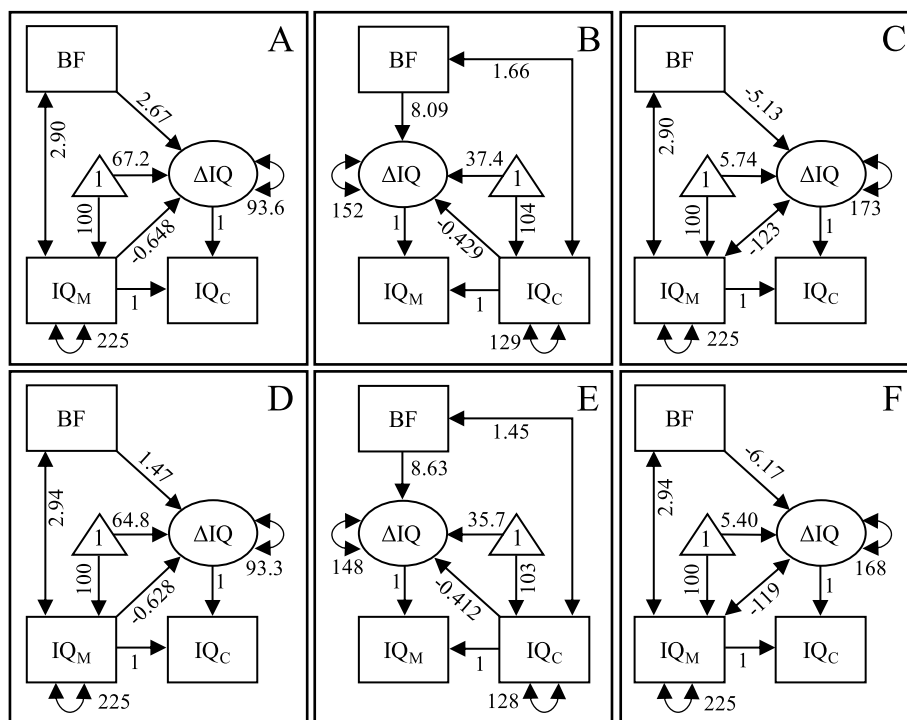 A
BF
2.67
2.90
67.2
1
ΔIQ
93.6
100
-0.648
1
IQM
1
IQC
225
B
BF
1.66
8.09
37.4
1
ΔIQ
152
1
104
-0.429
IQM
1
IQC
129
C
BF
-5.13
2.90
5.74
1
ΔIQ
173
100
-123
1
IQM
1
IQC
225
D
BF
1.47
2.94
64.8
1
ΔIQ
93.3
100
-0.628
1
IQM
1
IQC
225
E
BF
1.45
8.63
35.7
1
ΔIQ
148
1
103
-0.412
IQM
1
IQC
128
F
BF
-6.17
2.94
5.40
1
ΔIQ
168
100
-119
1
IQM
1
IQC
225